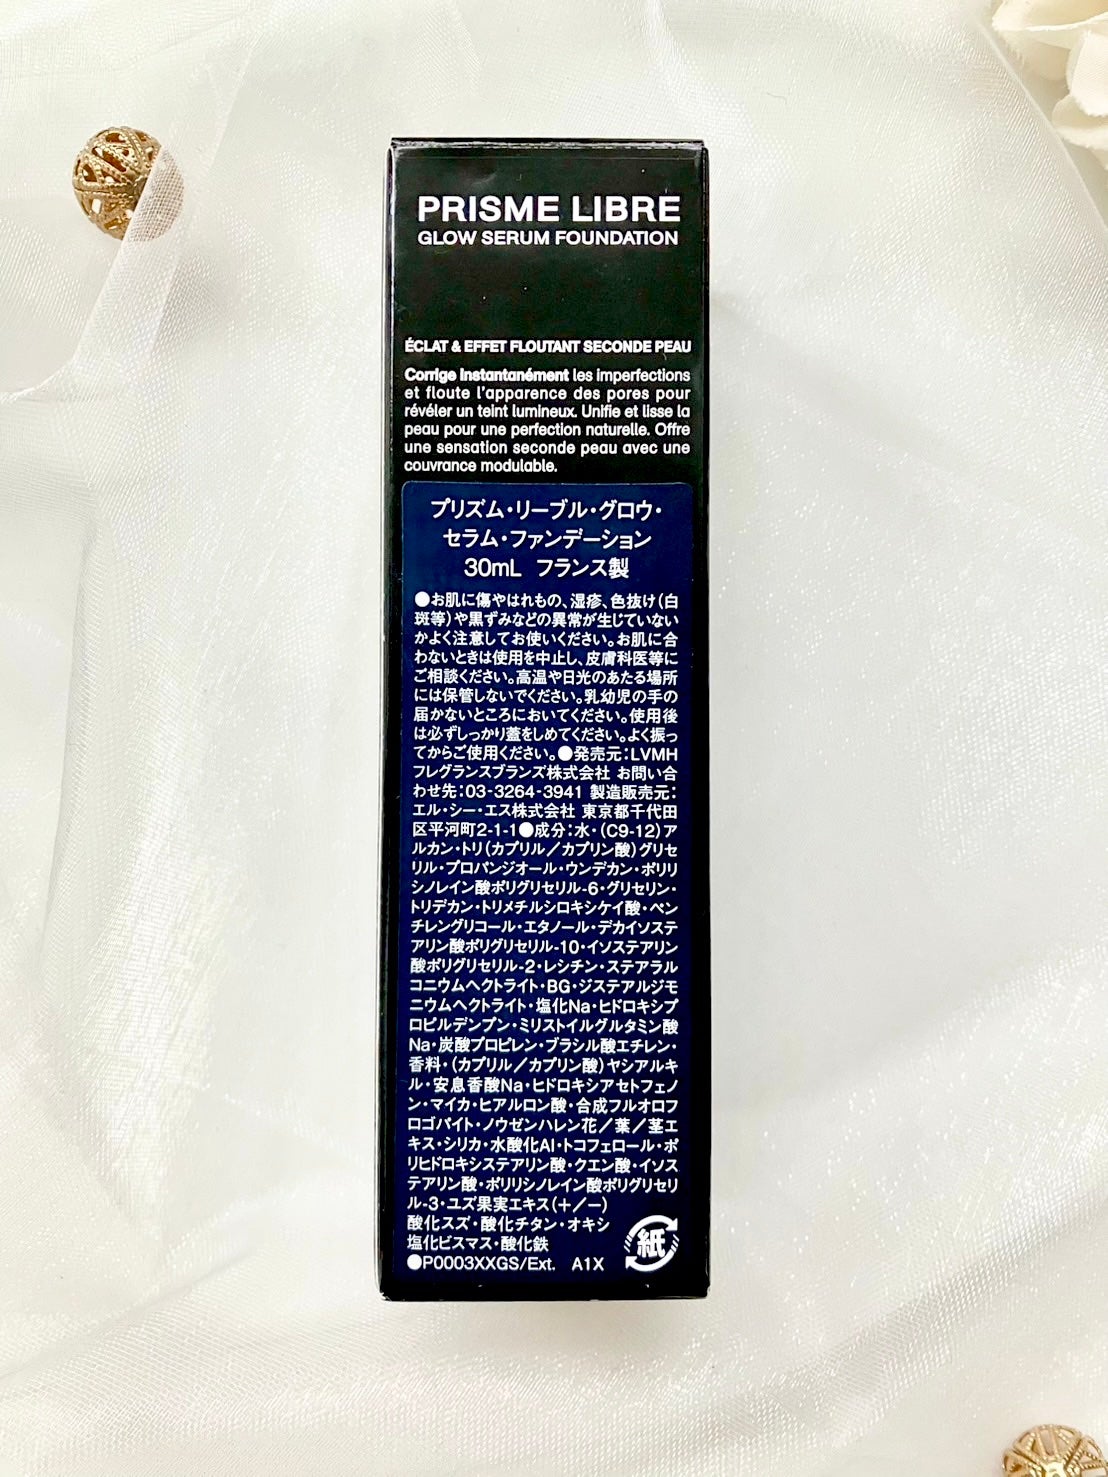 PRISME LIBRE
GLOW SERUM FOUNDATION
ÉCLAT & EFFET FLOUTANT SECONDE PEAU
Corrige Instantanément les imperfections
et floute l'apparence des pores pour
révéler un teint lumineux. Unifie et lisse la
peau pour une perfection naturelle. Offre
une sensation seconde peau avec une
couvrance modulable.
プリズム・リーブル・グロウ・
セラム・ファンデーション
30mL フランス製
●お肌に傷やはれもの、湿疹、色抜け(白
斑等)や黒ずみなどの異常が生じていない
かよく注意してお使いください。お肌に合
わないときは使用を中止し、皮膚科医等に
ご相談ください。高温や日光のあたる場所
には保管しないでください。乳幼児の手の
届かないところにおいてください。使用後
は必ずしっかり蓋をしめてください。よく振っ
てからご使用ください。●発売元:LVMH
フレグランスブランズ株式会社 お問い合
わせ先:03-3264-3941 製造販売元:
エル・シー・エス株式会社 東京都千代田
区平河町2-1-1●成分:水・(C9-12)ア
ルカン・トリ(カプリル/カプリン酸)グリセ
リル・プロパンジオール・ウンデカン・ポリリ
シノレイン酸ポリグリセリル-6・グリセリン・
トリデカン・トリメチルシロキシケイ酸・ペン
チレングリコール・エタノール・デカイソステ
アリン酸ポリグリセリル-10・イソステアリン
酸ポリグリセリル-2・レシチン・ステアラル
コニウムヘクトライト・BG・ジステアルジモ
ニウムヘクトライト・塩化Na・ヒドロキシプ
ロピルデンプン・ミリストイルグルタミン酸
Na・炭酸プロピレン・ブラシル酸エチレン・
香料・(カプリル/カプリン酸)ヤシアルキ
ル・安息香酸Na・ヒドロキシアセトフェノ
ン・マイカ・ヒアルロン酸・合成フルオロフ
ロゴパイト・ノウゼンハレン花/葉/茎エ
キス・シリカ・水酸化Al・トコフェロール・ポ
リヒドロキシステアリン酸・クエン酸・イソス
テアリン酸・ポリリシノレイン酸ポリグリセリ
ル-3・ユズ果実エキス(+/-)
酸化スズ・酸化チタン・オキシ
塩化ビスマス・酸化鉄
紙
●P0003XXGS/Ext. A1X